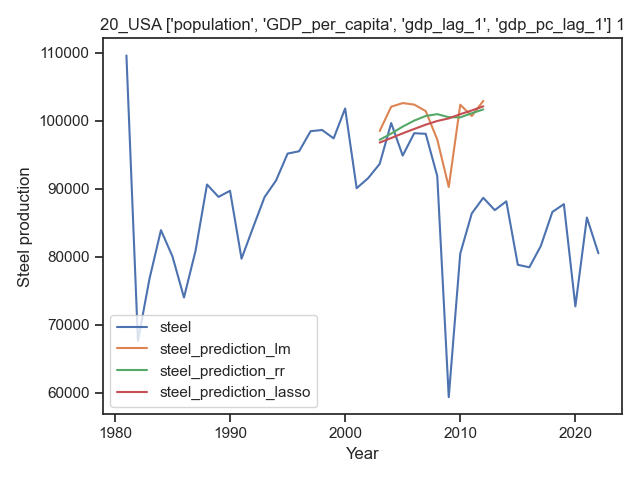 20_USA ['population', 'GDP_per_capita', 'gdp_lag_1', 'gdp_pc_lag_1'] 1
110000
100000
90000
80000
70000
60000
Steel production
steel
steel_prediction_lm
steel_prediction_rr
steel_prediction_lasso
1980
1990
2000
2010
2020
Year